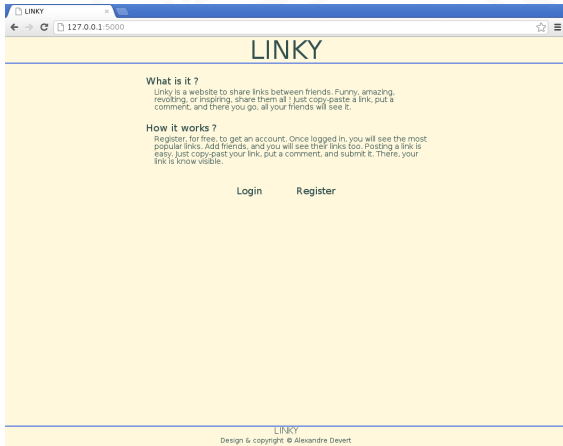 LINKY
127.0.0.1:5000
LINKY
What is it ?
Linky is a website to share links between friends. Funny, amazing,
revolting, or inspiring, share them all ! Just copy-paste a link, put a
comment, and there you go, all your friends will see it.
How it works ?
Register, for free, to get an account. Once logged in, you will see the most
popular links. Add friends, and you will see their links too. Posting a link is
easy. Just copy-past your link, put a comment, and submit it. There, your
link is know visible.
Login Register
LINKY
Design & copyright © Alexandre Devert